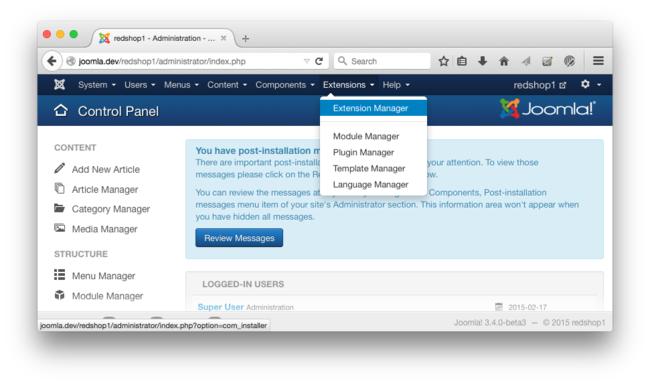 redshop1 - Administration - ...
joomla.dev/redshop1/administrator/index.php
Search
System Users Menus Content Components Extensions Help redshop1
Control Panel
Joomla!
Extension Manager
Module Manager
Plugin Manager
Template Manager
Language Manager
CONTENT
Add New Article
Article Manager
Category Manager
Media Manager
STRUCTURE
Menu Manager
Module Manager
You have post-installation m
There are important post-insta your attention. To view those
messages please click on the Re ow.
You can review the messages at Components, Post-installation
messages menu item of your site's Administrator section. This information area won't appear when
you have hidden all messages.
Review Messages
LOGGED-IN USERS
Super User Administration 2015-02-17
joomla.dev/redshop1/administrator/index.php?option=com_installer
Joomla! 3.4.0-beta3 — © 2015 redshop1